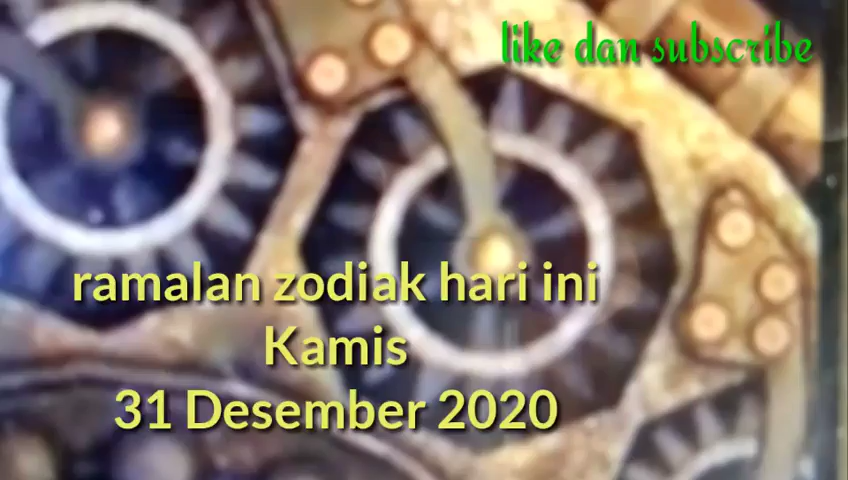 like dan subscribe
ramalan zodiak hari ini
Kamis
31 Desember 2020